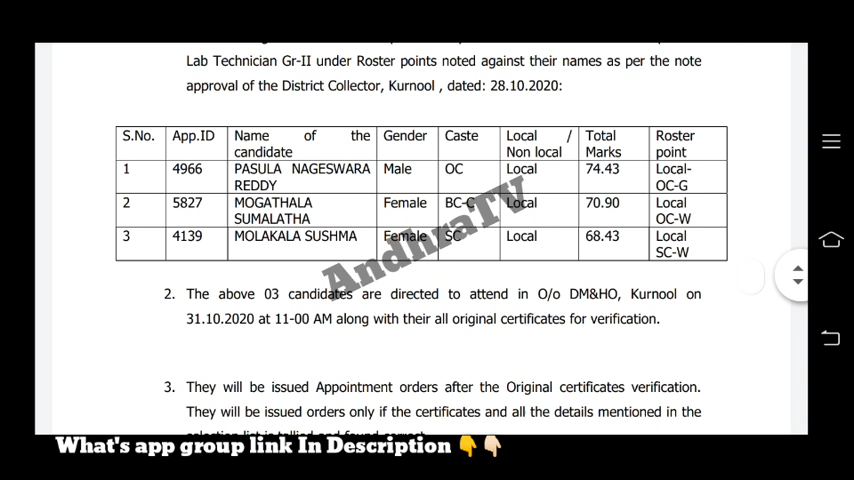 Lab Technician Gr-II under Roster points noted against their names as per the note
approval of the District Collector, Kurnool , dated: 28.10.2020:
S.No. App.ID Name of the candidate Gender Caste Local / Non local Total Marks Roster point
1 4966 PASULA NAGESWARA REDDY Male OC Local 74.43 Local-OC-G
2 5827 MOGATHALA SUMALATHA Female BC-C Local 70.90 Local OC-W
3 4139 MOLAKALA SUSHMA Female SC Local 68.43 Local SC-W
AndhraTV
2. The above 03 candidates are directed to attend in O/o DM&HO, Kurnool on
31.10.2020 at 11-00 AM along with their all original certificates for verification.
3. They will be issued Appointment orders after the Original certificates verification.
They will be issued orders only if the certificates and all the details mentioned in the
What's app group link In Description 👇👇🏻